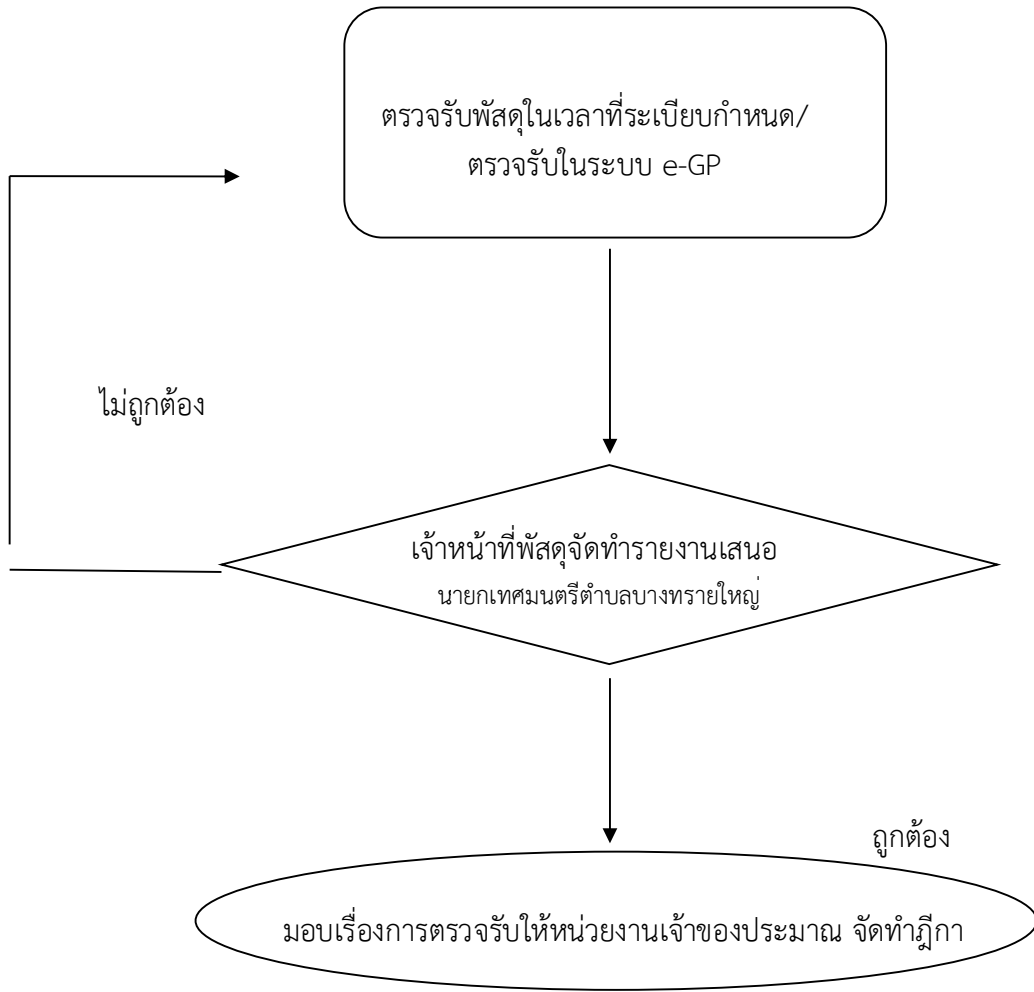 ตรวจรับพัสดุในเวลาที่ระเบียบกำหนด/
ตรวจรับในระบบ e-GP
ไม่ถูกต้อง
เจ้าหน้าที่พัสดุจัดทำรายงานเสนอ
นายกเทศมนตรีตำบลบางทรายใหญ่
ถูกต้อง
มอบเรื่องการตรวจรับให้หน่วยงานเจ้าของประมาณ จัดทำฎีกา